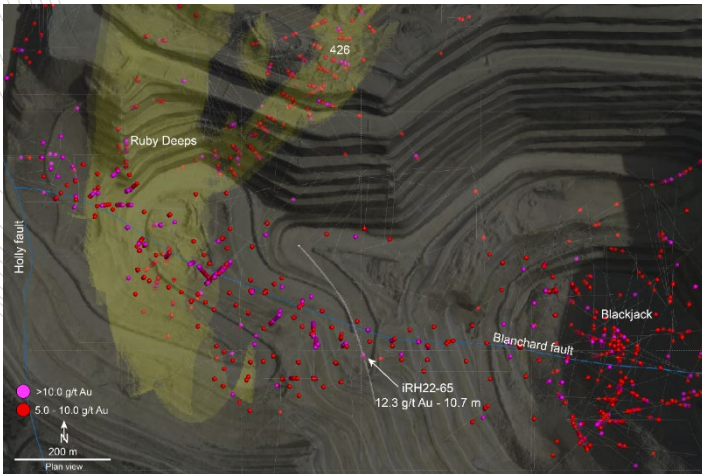 426
Ruby Deeps
Holly fault
Blackjack
Blanchard fault
iRH22-65
12.3 g/t Au - 10.7 m
>10.0 g/t Au
5.0 - 10.0 g/t Au
N
200 m
Plan view